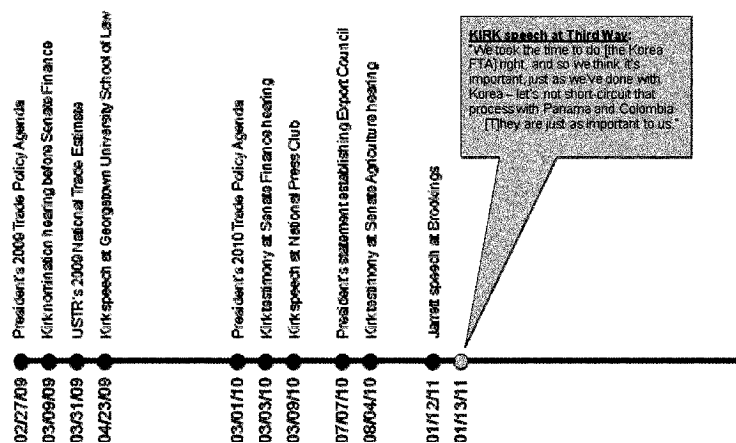 KIRK speech at Third Way:
"We took the time to do [the Korea
FTA] right, and so we think it's
important, just as we've done with
Korea – let's not short-circuit that
process with Panama and Colombia.
[T]hey are just as important to us."
President's 2009 Trade Policy Agenda
Kirk nomination hearing before Senate Finance
USTR's 2009 National Trade Estimate
Kirk speech at Georgetown University School of Law
President's 2010 Trade Policy Agenda
Kirk testimony at Senate Finance hearing
Kirk speech at National Press Club
President's statement establishing Export Council
Kirk testimony at Senate Agriculture hearing
Jarrett speech at Brookings
02/27/09
03/09/09
03/31/09
04/23/09
03/01/10
03/03/10
03/09/10
07/07/10
08/04/10
01/12/11
01/13/11